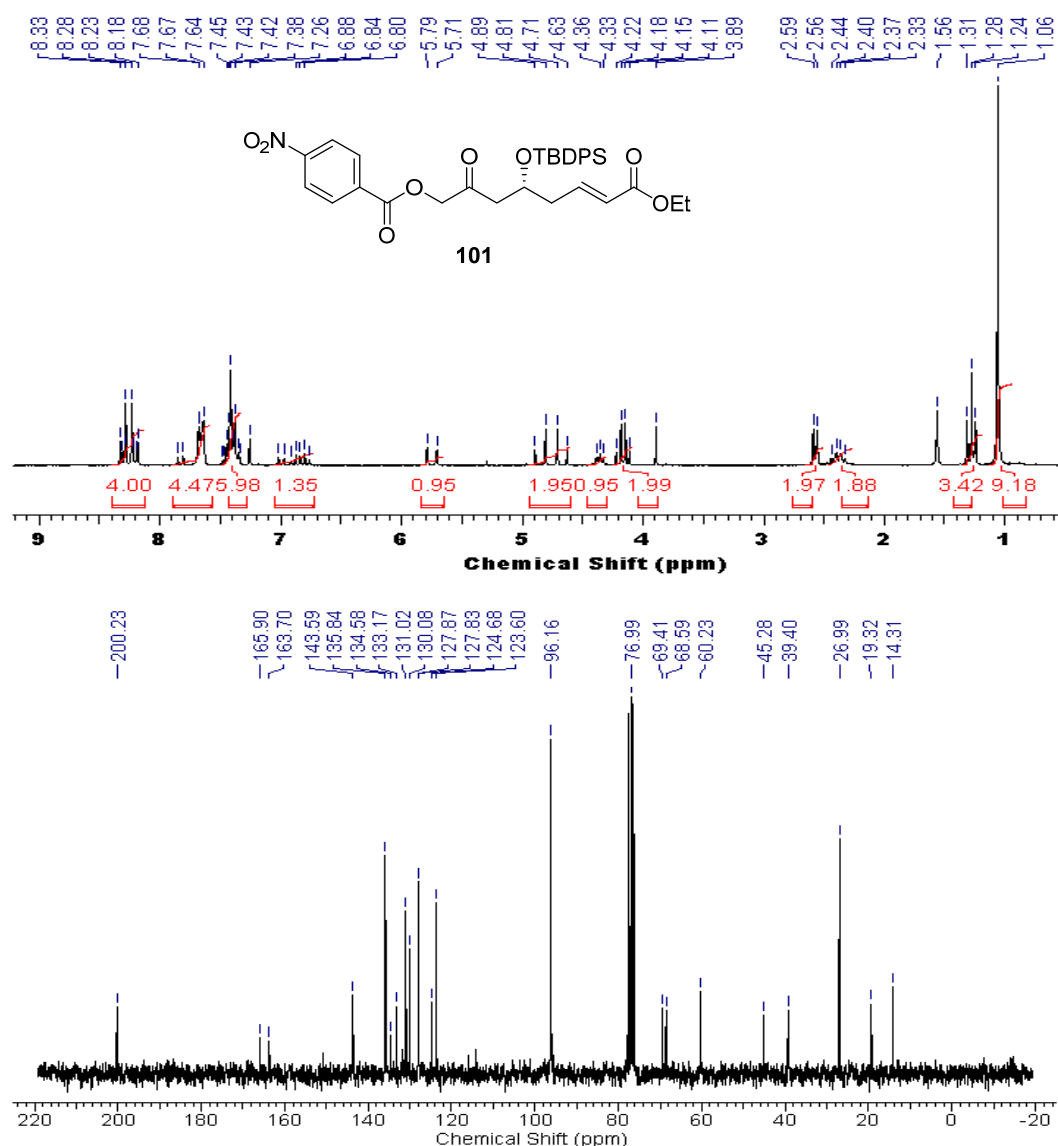 8.33 8.28 8.23 8.18 7.68 7.67 7.64 7.45 7.43 7.42 7.38 7.26 6.88 6.84 6.80 5.79 5.71 4.89 4.81 4.71 4.63 4.36 4.33 4.22 4.18 4.15 4.11 3.89 2.59 2.56 2.44 2.40 2.37 2.33 1.56 1.31 1.28 1.24 1.06
O₂N O OTBDPS O
O OEt
O
101
4.00 4.47 5.98 1.35 0.95 1.95 0.95 1.99 1.97 1.88 3.42 9.18
9 8 7 6 5 4 3 2 1
Chemical Shift (ppm)
200.23 165.90 163.70 143.59 135.84 134.58 133.17 131.02 130.08 127.87 127.83 124.68 123.60 96.16 76.99 69.41 68.59 60.23 45.28 39.40 26.99 19.32 14.31
220 200 180 160 140 120 100 80 60 40 20 0 -20
Chemical Shift (ppm)